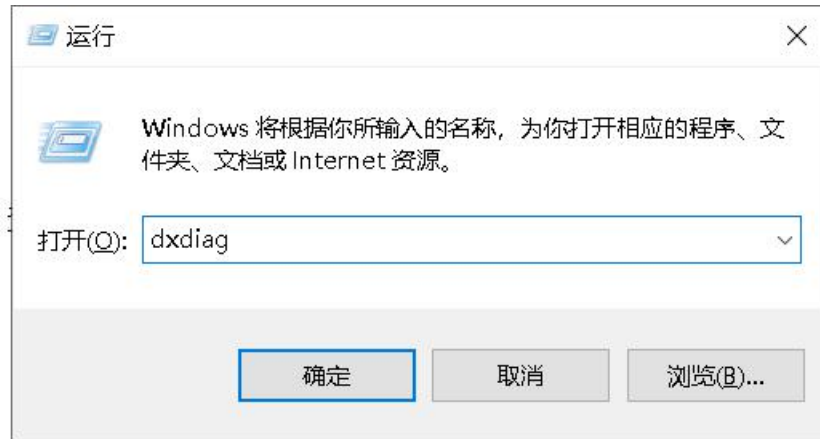 运行
Windows 将根据你所输入的名称，为你打开相应的程序、文
件夹、文档或 Internet 资源。
打开(O): dxdiag
确定 取消 浏览(B)...